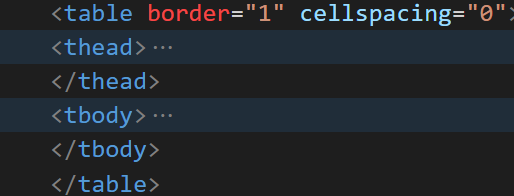 <table border="1" cellspacing="0">
<thead>···
</thead>
<tbody>···
</tbody>
</table>